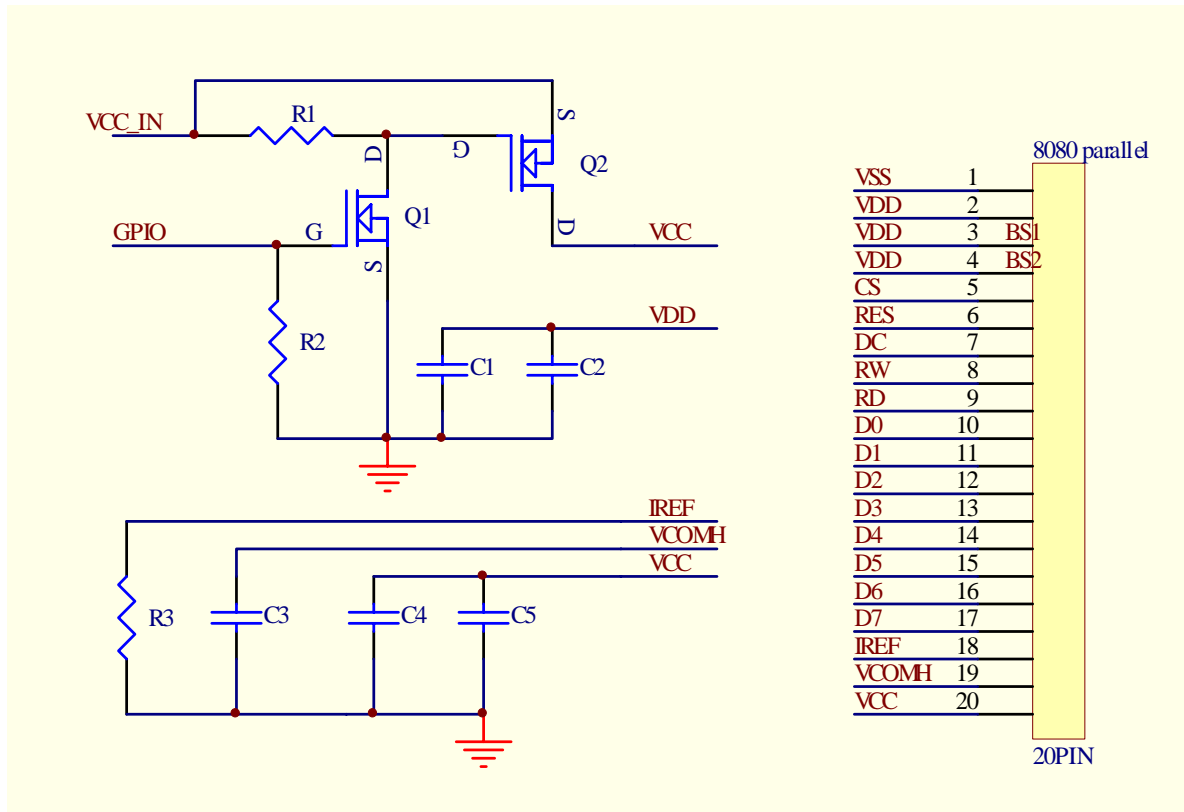 S
R1
VCC_IN
D
G
Q2
Q1
GPIO
G
S
D
VCC
R2
VDD
C1
C2
IREF
VCOMH
VCC
R3
C3
C4
C5
8080 parallel
VSS 1
VDD 2
VDD 3 BS1
VDD 4 BS2
CS 5
RES 6
DC 7
RW 8
RD 9
D0 10
D1 11
D2 12
D3 13
D4 14
D5 15
D6 16
D7 17
IREF 18
VCOMH 19
VCC 20
20PIN